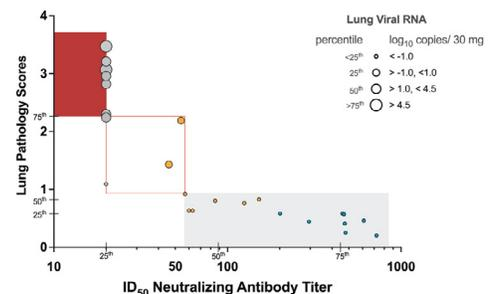 Lung Viral RNA
percentile log10 coples/ 30 mg
<25th < -1.0
25th > -1.0, <1.0
50th > 1.0, < 4.5
>75th > 4.5
Lung Pathology Scores
4
3
75th
2
1
50th
25th
0
10 25th 50 50th 100 75th 1000
ID50 Neutralizing Antibody Titer